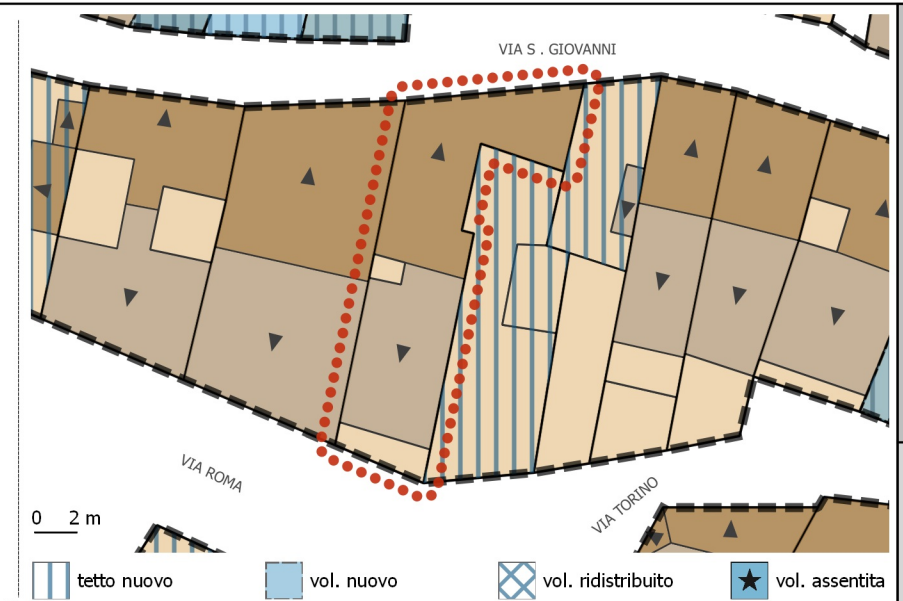 VIA S . GIOVANNI
VIA ROMA
VIA TORINO
0 2 m
tetto nuovo
vol. nuovo
vol. ridistribuito
vol. assentita